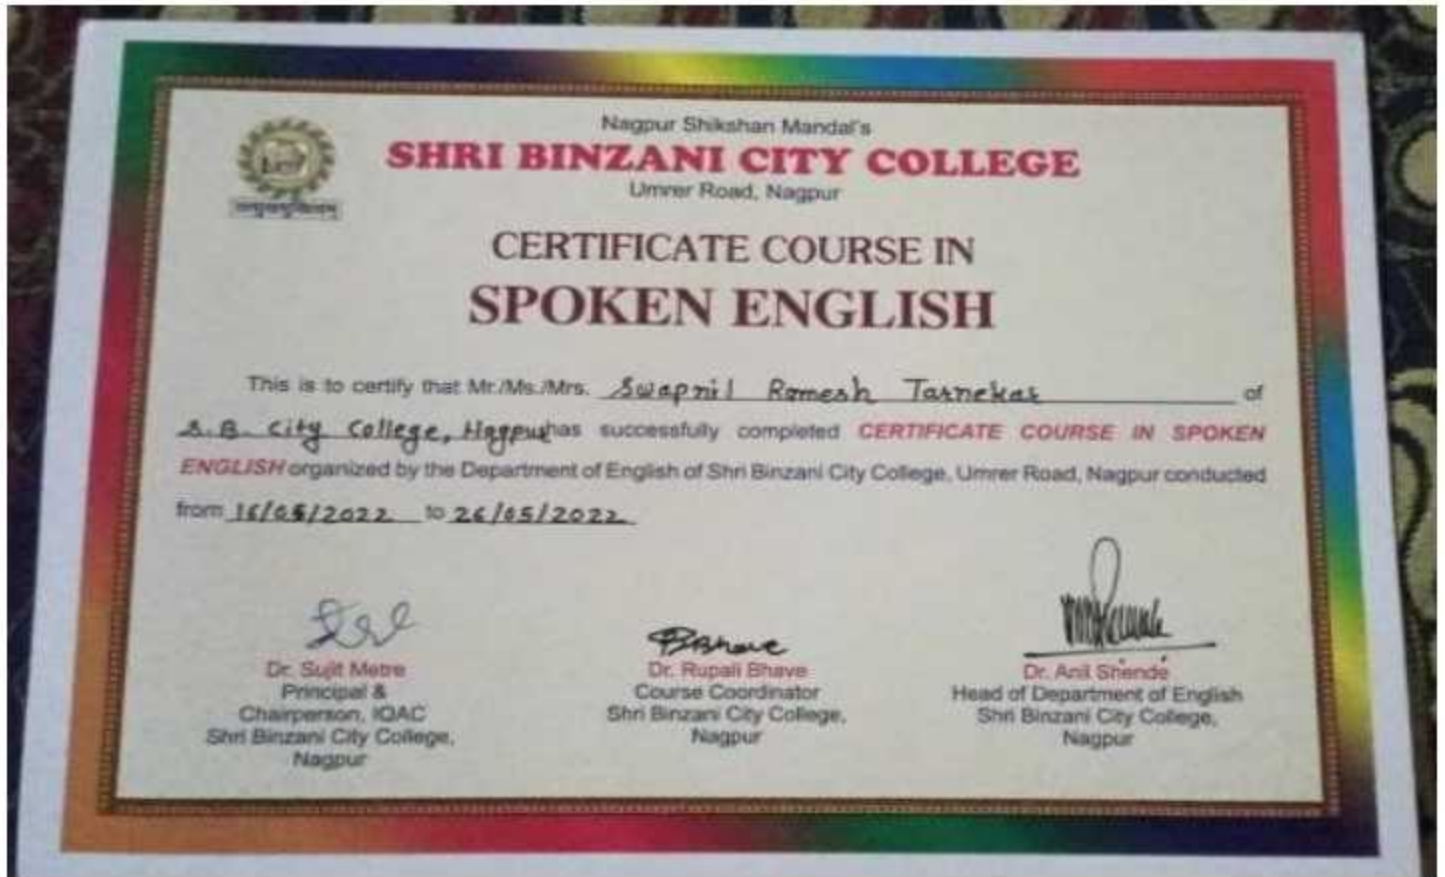 Nagpur Shikshan Mandal's
SHRI BINZANI CITY COLLEGE
Umrer Road, Nagpur
CERTIFICATE COURSE IN
SPOKEN ENGLISH
This is to certify that Mr./Ms./Mrs. Swapnil Ramesh Tarnekar of
S.B. City College, Nagpur has successfully completed CERTIFICATE COURSE IN SPOKEN
ENGLISH organized by the Department of English of Shri Binzani City College, Umrer Road, Nagpur conducted
from 16/05/2022 to 26/05/2022
Dr. Sujit Metre
Principal &
Chairperson, IQAC
Shri Binzani City College,
Nagpur
Dr. Rupali Bhave
Course Coordinator
Shri Binzani City College,
Nagpur
Dr. Anil Shende
Head of Department of English
Shri Binzani City College,
Nagpur